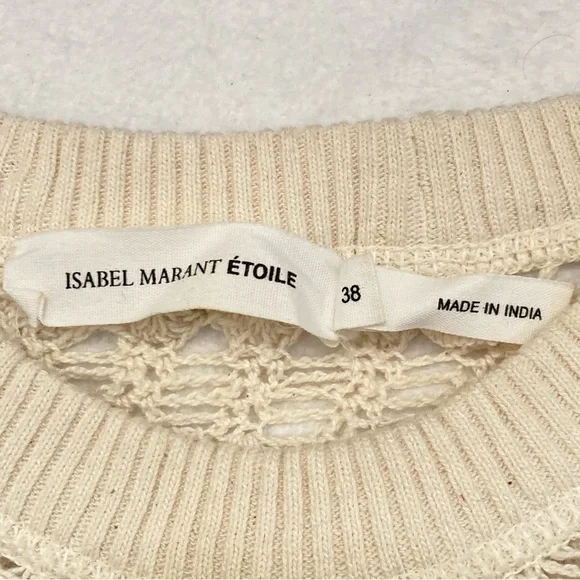 ISABEL MARANT ÉTOILE
38
MADE IN INDIA